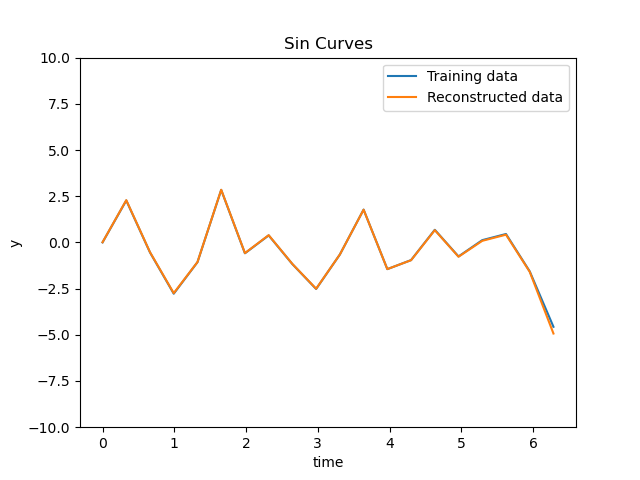 Sin Curves
Training data
Reconstructed data
10.0
7.5
5.0
2.5
0.0
−2.5
−5.0
−7.5
−10.0
y
0 1 2 3 4 5 6
time